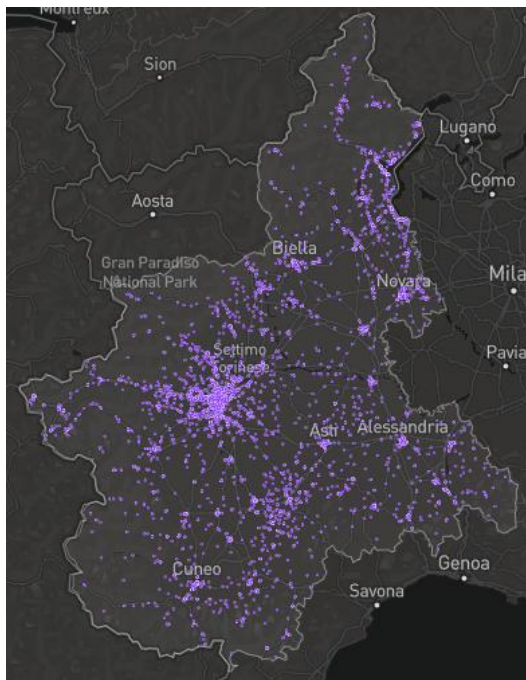 Montreux
Sion
Lugano
Como
Aosta
Biella
Gran Paradiso
National Park
Novara
Mila
Settimo
Torinese
Pavia
Asti
Alessandria
Cuneo
Genoa
Savona